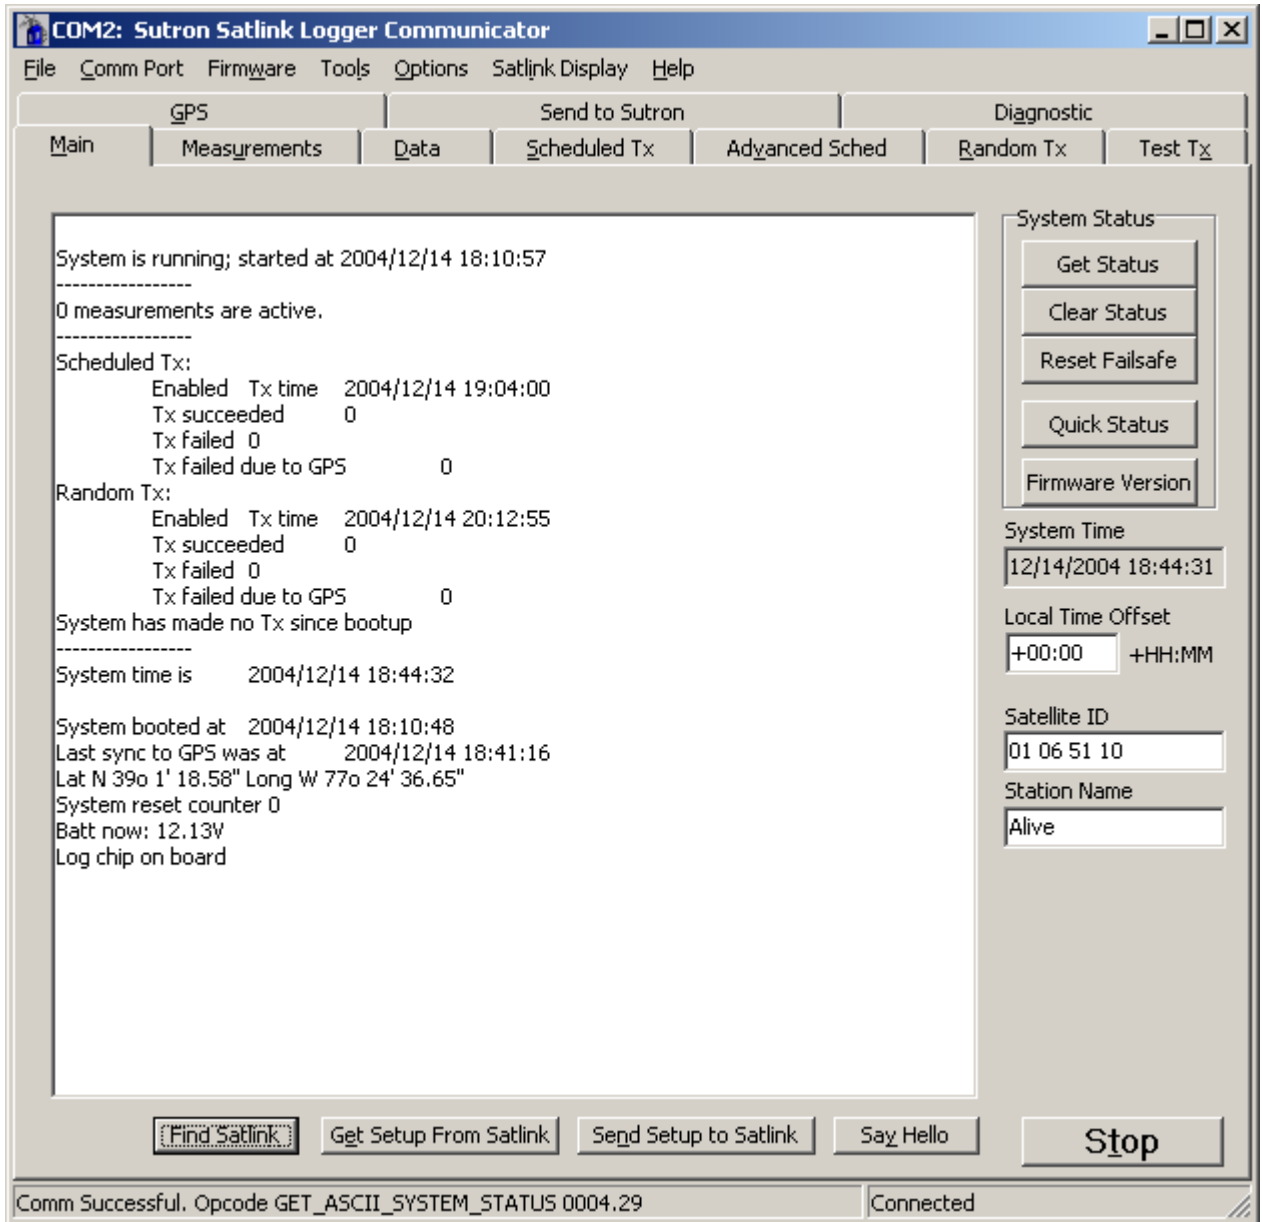 COM2: Sutron Satlink Logger Communicator
File Comm Port Firmware Tools Options Satlink Display Help
GPS Send to Sutron Diagnostic
Main Measurements Data Scheduled Tx Advanced Sched Random Tx Test Tx
System is running; started at 2004/12/14 18:10:57
-----------------
0 measurements are active.
-----------------
Scheduled Tx:
Enabled Tx time 2004/12/14 19:04:00
Tx succeeded 0
Tx failed 0
Tx failed due to GPS 0
Random Tx:
Enabled Tx time 2004/12/14 20:12:55
Tx succeeded 0
Tx failed 0
Tx failed due to GPS 0
System has made no Tx since bootup
-----------------
System time is 2004/12/14 18:44:32
System booted at 2004/12/14 18:10:48
Last sync to GPS was at 2004/12/14 18:41:16
Lat N 39o 1' 18.58" Long W 77o 24' 36.65"
System reset counter 0
Batt now: 12.13V
Log chip on board
System Status
Get Status
Clear Status
Reset Failsafe
Quick Status
Firmware Version
System Time
12/14/2004 18:44:31
Local Time Offset
+00:00 +HH:MM
Satellite ID
01 06 51 10
Station Name
Alive
Find Satlink Get Setup From Satlink Send Setup to Satlink Say Hello Stop
Comm Successful. Opcode GET_ASCII_SYSTEM_STATUS 0004.29 Connected